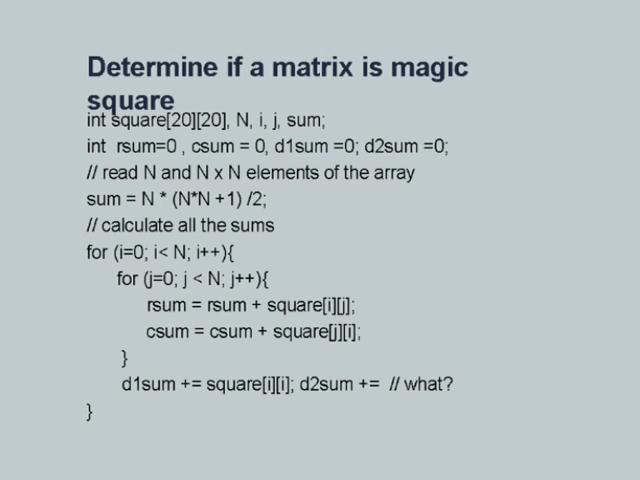 Determine if a matrix is magic
square
int square[20][20], N, i, j, sum;
int rsum=0 , csum = 0, d1sum =0; d2sum =0;
// read N and N x N elements of the array
sum = N * (N*N +1) /2;
// calculate all the sums
for (i=0; i< N; i++){
for (j=0; j < N; j++){
rsum = rsum + square[i][j];
csum = csum + square[j][i];
}
d1sum += square[i][i]; d2sum += // what?
}